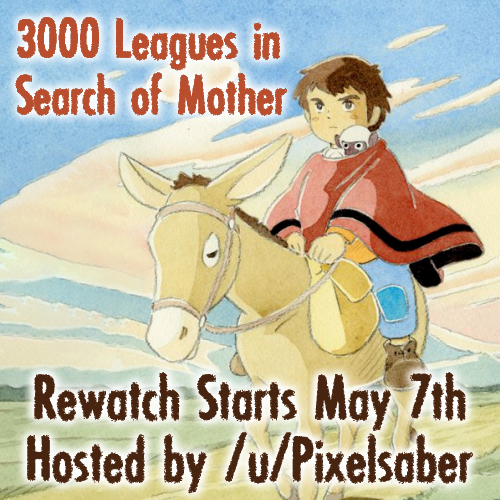 3000 Leagues in
Search of Mother
Rewatch Starts May 7th
Hosted by /u/Pixelsaber